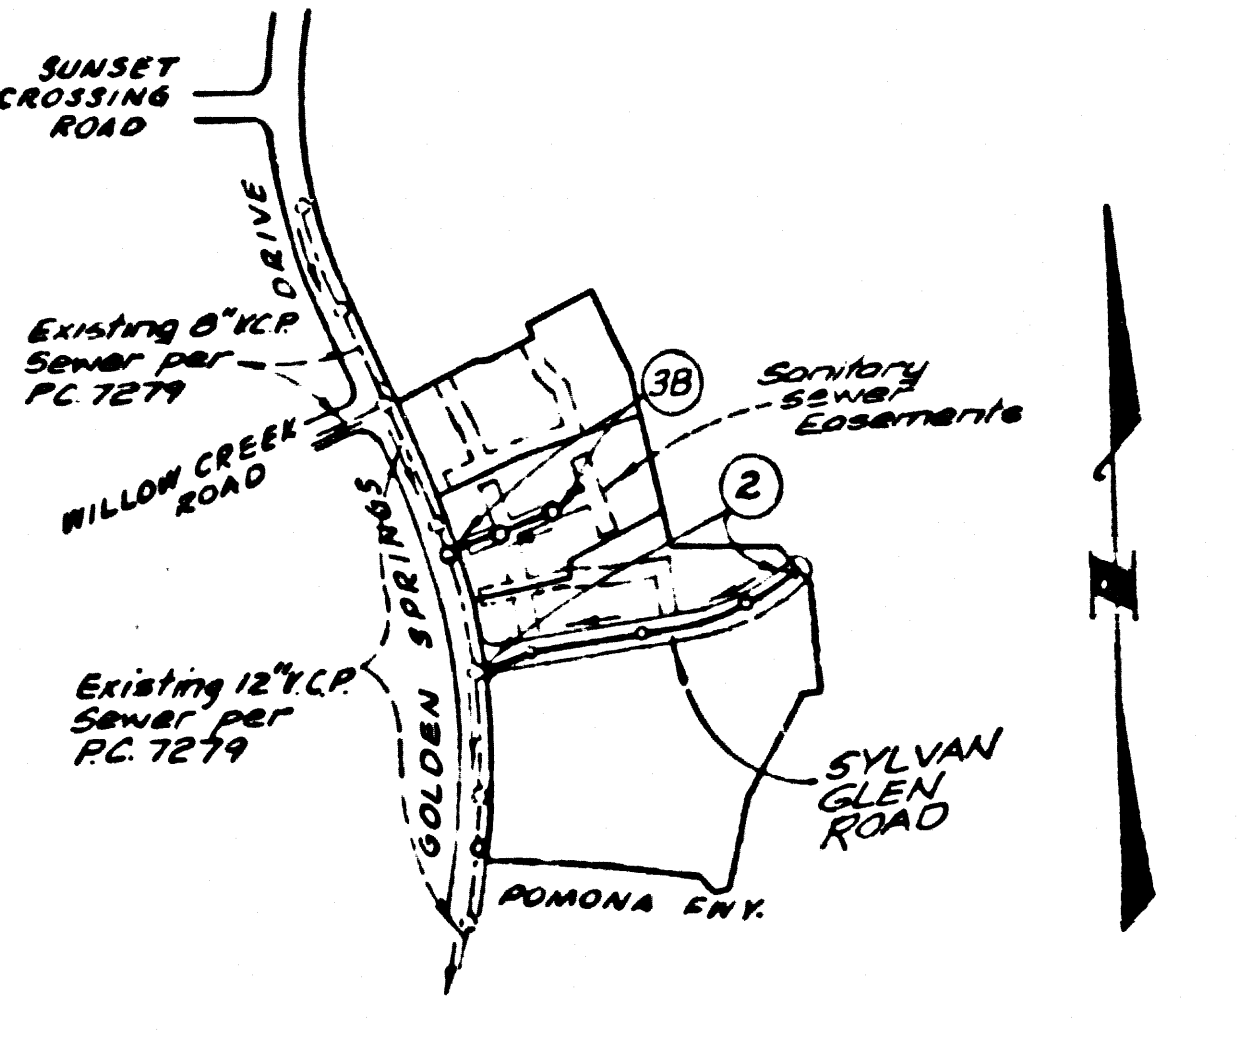 SUNSET
CROSSING
ROAD
DRIVE
Existing 8" V.C.P.
Sewer per
P.C. 7279
WILLOW CREEK
ROAD
3B
Sanitary
Sewer
Easements
2
GOLDEN SPRINGS
Existing 12" V.C.P.
Sewer per
P.C. 7279
SYLVAN
GLEN
ROAD
POMONA FWY.
N